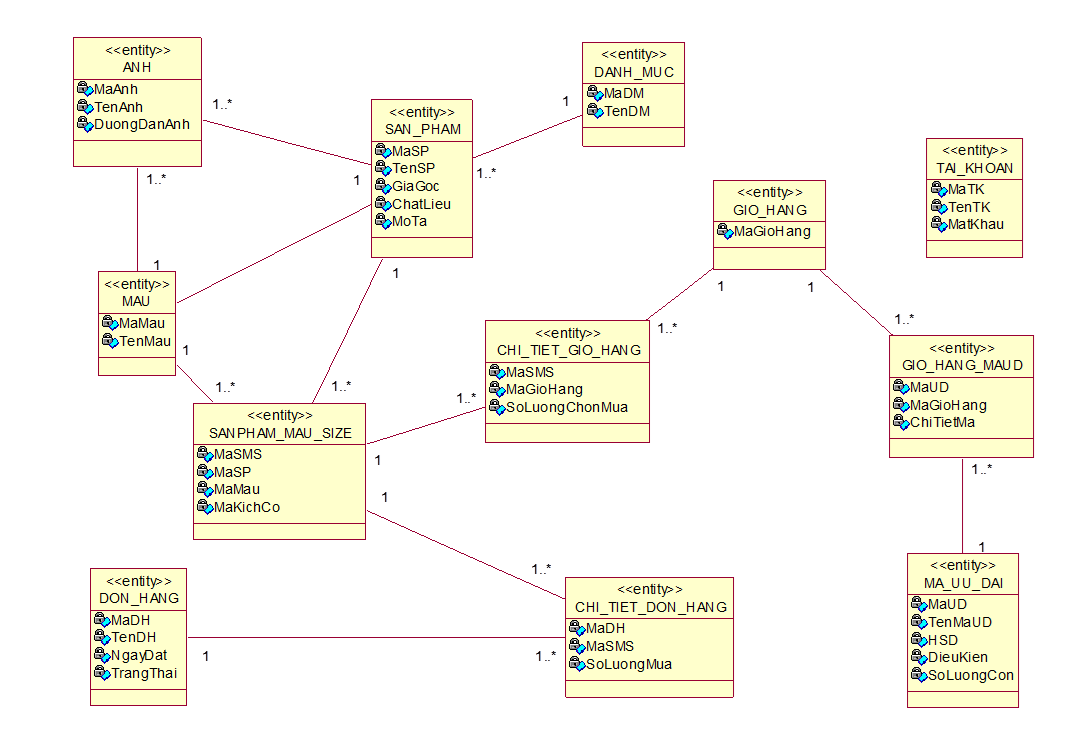 <<entity>>
ANH
MaAnh
TenAnh
DuongDanAnh
1..*
1..*
<<entity>>
SAN_PHAM
MaSP
TenSP
GiaGoc
ChatLieu
MoTa
1
1..*
1
<<entity>>
DANH_MUC
MaDM
TenDM
1
<<entity>>
TAI_KHOAN
MaTK
TenTK
MatKhau
<<entity>>
GIO_HANG
MaGioHang
1
1
1
<<entity>>
MAU
MaMau
TenMau
1
1..*
1..*
<<entity>>
CHI_TIET_GIO_HANG
MaSMS
MaGioHang
SoLuongChonMua
1..*
1..*
1..*
<<entity>>
GIO_HANG_MAUD
MaUD
MaGioHang
ChiTietMa
1..*
<<entity>>
SANPHAM_MAU_SIZE
MaSMS
MaSP
MaMau
MaKichCo
1
1
1
<<entity>>
MA_UU_DAI
MaUD
TenMaUD
HSD
DieuKien
SoLuongCon
<<entity>>
DON_HANG
MaDH
TenDH
NgayDat
TrangThai
1
1..*
1..*
<<entity>>
CHI_TIET_DON_HANG
MaDH
MaSMS
SoLuongMua